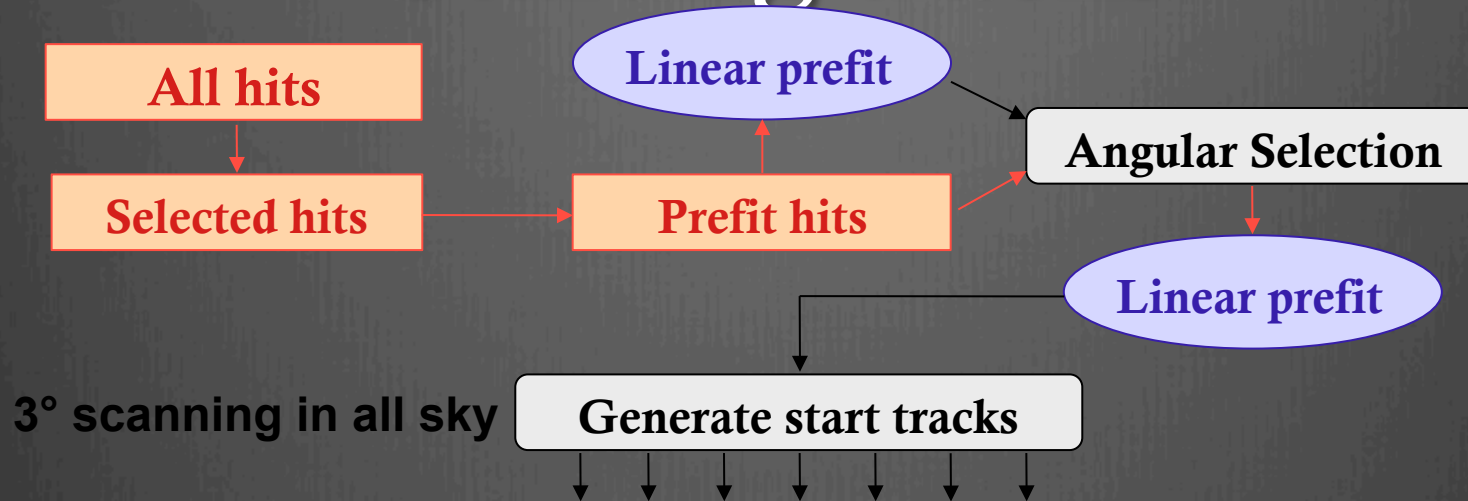 All hits
Linear prefit
Angular Selection
Selected hits
Prefit hits
Linear prefit
3° scanning in all sky
Generate start tracks